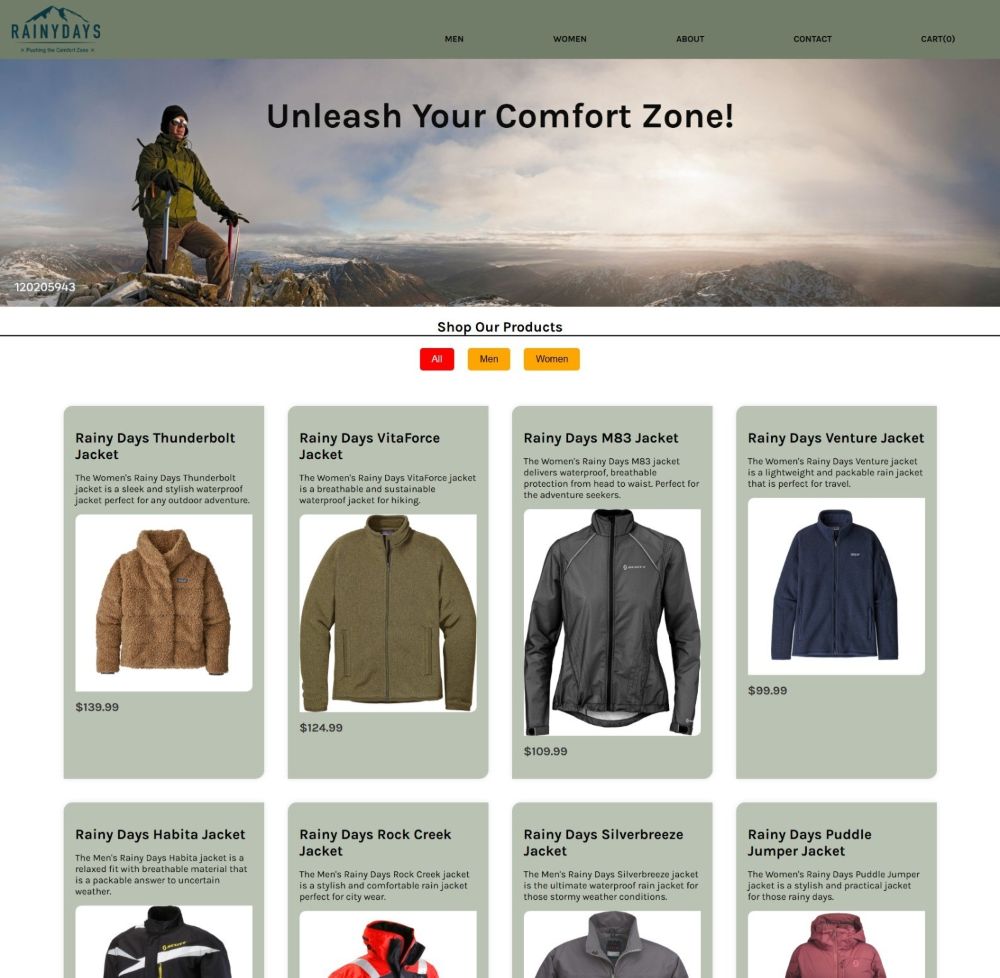 RAINYDAYS
× Pushing the Comfort Zone ×
MEN
WOMEN
ABOUT
CONTACT
CART(0)
Unleash Your Comfort Zone!
120205943
Shop Our Products
All
Men
Women
Rainy Days Thunderbolt
Jacket
The Women's Rainy Days Thunderbolt
jacket is a sleek and stylish waterproof
jacket perfect for any outdoor adventure.
$139.99
Rainy Days VitaForce
Jacket
The Women's Rainy Days VitaForce jacket
is a breathable and sustainable
waterproof jacket for hiking.
$124.99
Rainy Days M83 Jacket
The Women's Rainy Days M83 jacket
delivers waterproof, breathable
protection from head to waist. Perfect for
the adventure seekers.
SCOTT
$109.99
Rainy Days Venture Jacket
The Women's Rainy Days Venture jacket
is a lightweight and packable rain jacket
that is perfect for travel.
$99.99
Rainy Days Habita Jacket
The Men's Rainy Days Habita jacket is a
relaxed fit with breathable material that
is a packable answer to uncertain
weather.
SCOTT
Rainy Days Rock Creek
Jacket
The Men's Rainy Days Rock Creek jacket
is a stylish and comfortable rain jacket
perfect for city wear.
Rainy Days Silverbreeze
Jacket
The Men's Rainy Days Silverbreeze jacket
is the ultimate waterproof rain jacket for
those stormy weather conditions.
Rainy Days Puddle
Jumper Jacket
The Women's Rainy Days Puddle Jumper
jacket is a stylish and practical jacket
for those rainy days.